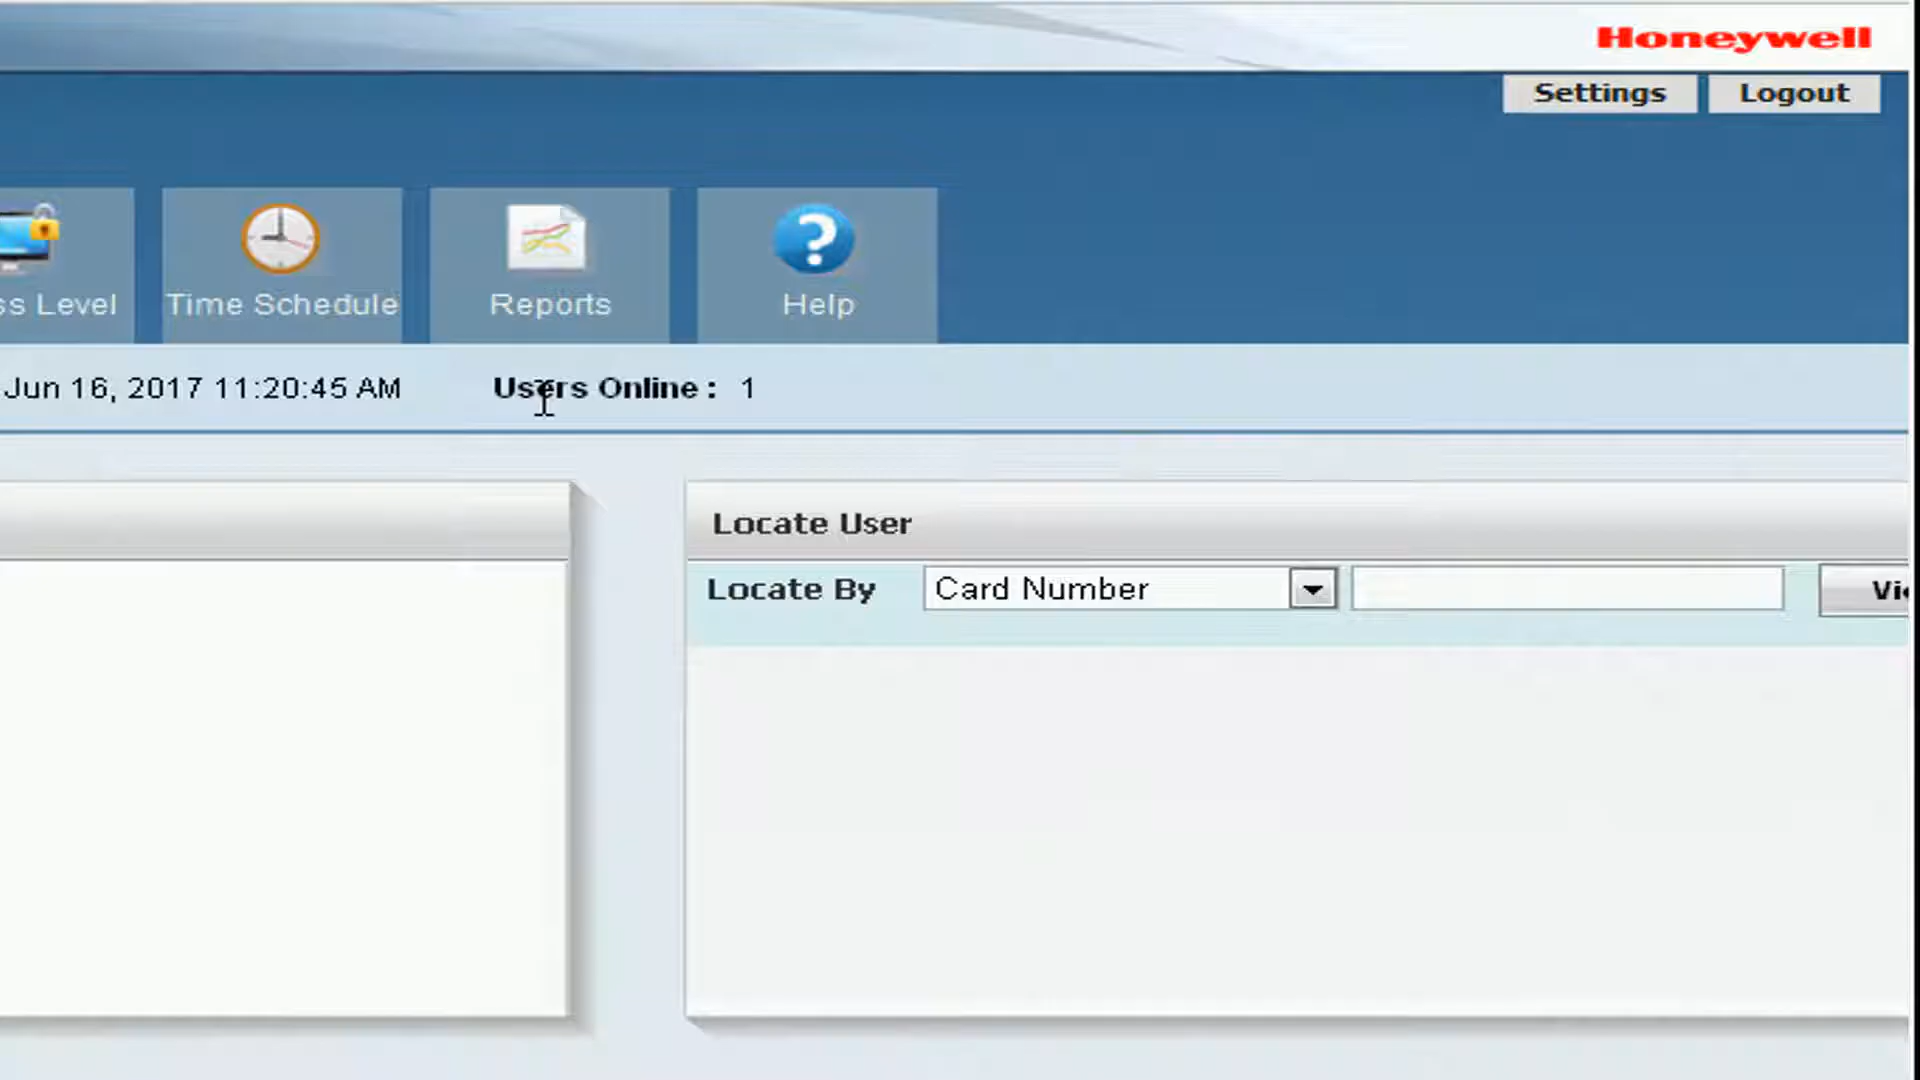 Honeywell
Settings Logout
ss Level Time Schedule Reports Help
Jun 16, 2017 11:20:45 AM Users Online : 1
Locate User
Locate By Card Number Vi